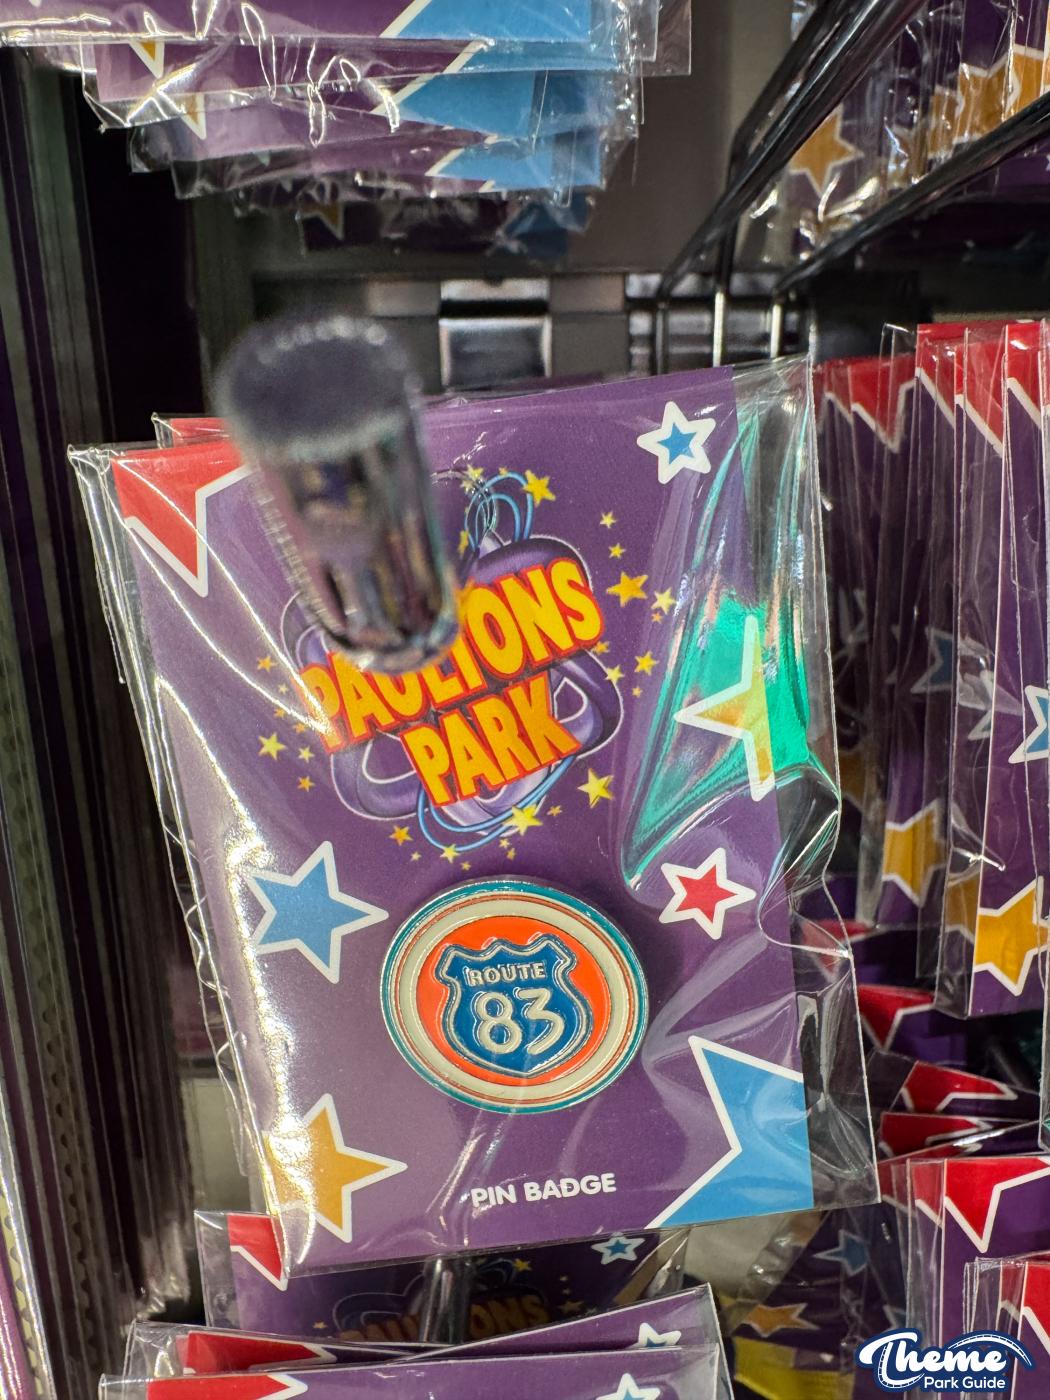 PAULTONS
PARK
ROUTE
83
PIN BADGE
Theme
Park Guide